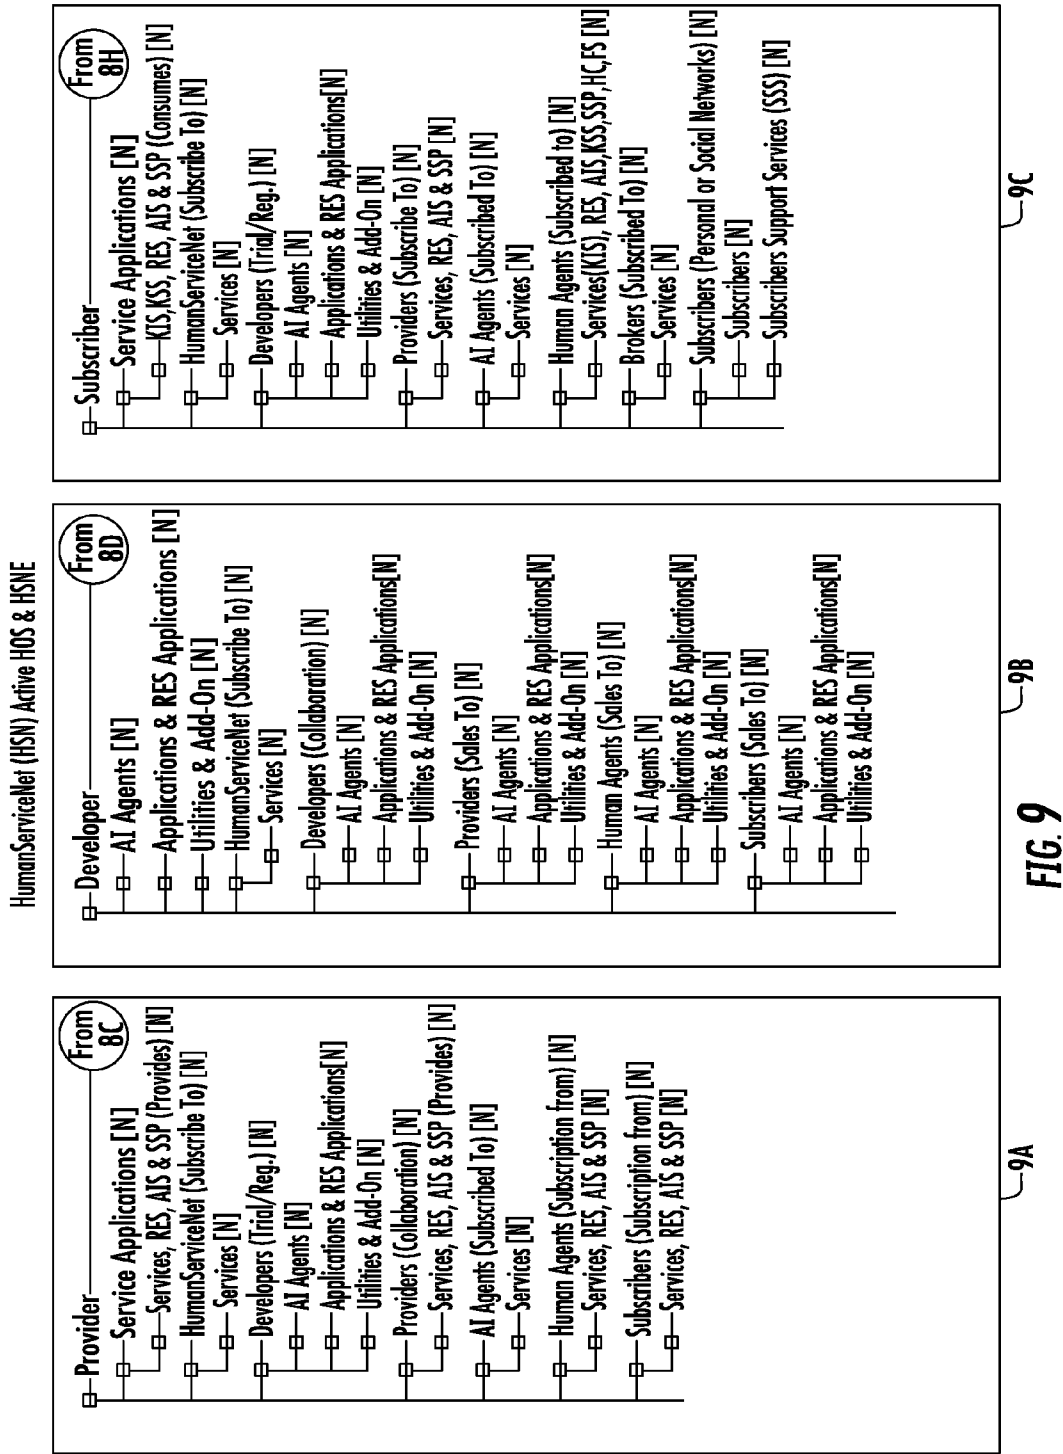 HumanServiceNet (HSN) Active HOS & HSNE
From
8C
Provider
Service Applications [N]
Services, RES, AIS & SSP (Provides) [N]
HumanServiceNet (Subscribe To) [N]
Services [N]
Developers (Trial/Reg.) [N]
AI Agents [N]
Applications & RES Applications[N]
Utilities & Add-On [N]
Providers (Collaboration) [N]
Services, RES, AIS & SSP (Provides) [N]
AI Agents (Subscribed To) [N]
Services [N]
Human Agents (Subscription from) [N]
Services, RES, AIS & SSP [N]
Subscribers (Subscription from) [N]
Services, RES, AIS & SSP [N]
9A
From
8D
Developer
AI Agents [N]
Applications & RES Applications [N]
Utilities & Add-On [N]
HumanServiceNet (Subscribe To) [N]
Services [N]
Developers (Collaboration) [N]
AI Agents [N]
Applications & RES Applications[N]
Utilities & Add-On [N]
Providers (Sales To) [N]
AI Agents [N]
Applications & RES Applications[N]
Utilities & Add-On [N]
Human Agents (Sales To) [N]
AI Agents [N]
Applications & RES Applications[N]
Utilities & Add-On [N]
Subscribers (Sales To) [N]
AI Agents [N]
Applications & RES Applications[N]
Utilities & Add-On [N]
9B
From
8H
Subscriber
Service Applications [N]
KIS,KSS, RES, AIS & SSP (Consumes) [N]
HumanServiceNet (Subscribe To) [N]
Services [N]
Developers (Trial/Reg.) [N]
AI Agents [N]
Applications & RES Applications[N]
Utilities & Add-On [N]
Providers (Subscribe To) [N]
Services, RES, AIS & SSP [N]
AI Agents (Subscribed To) [N]
Services [N]
Human Agents (Subscribed to) [N]
Services(KIS), RES, AIS,KSS,SSP,HC,FS [N]
Brokers (Subscribed To) [N]
Services [N]
Subscribers (Personal or Social Networks) [N]
Subscribers [N]
Subscribers Support Services (SSS) [N]
9C
FIG. 9